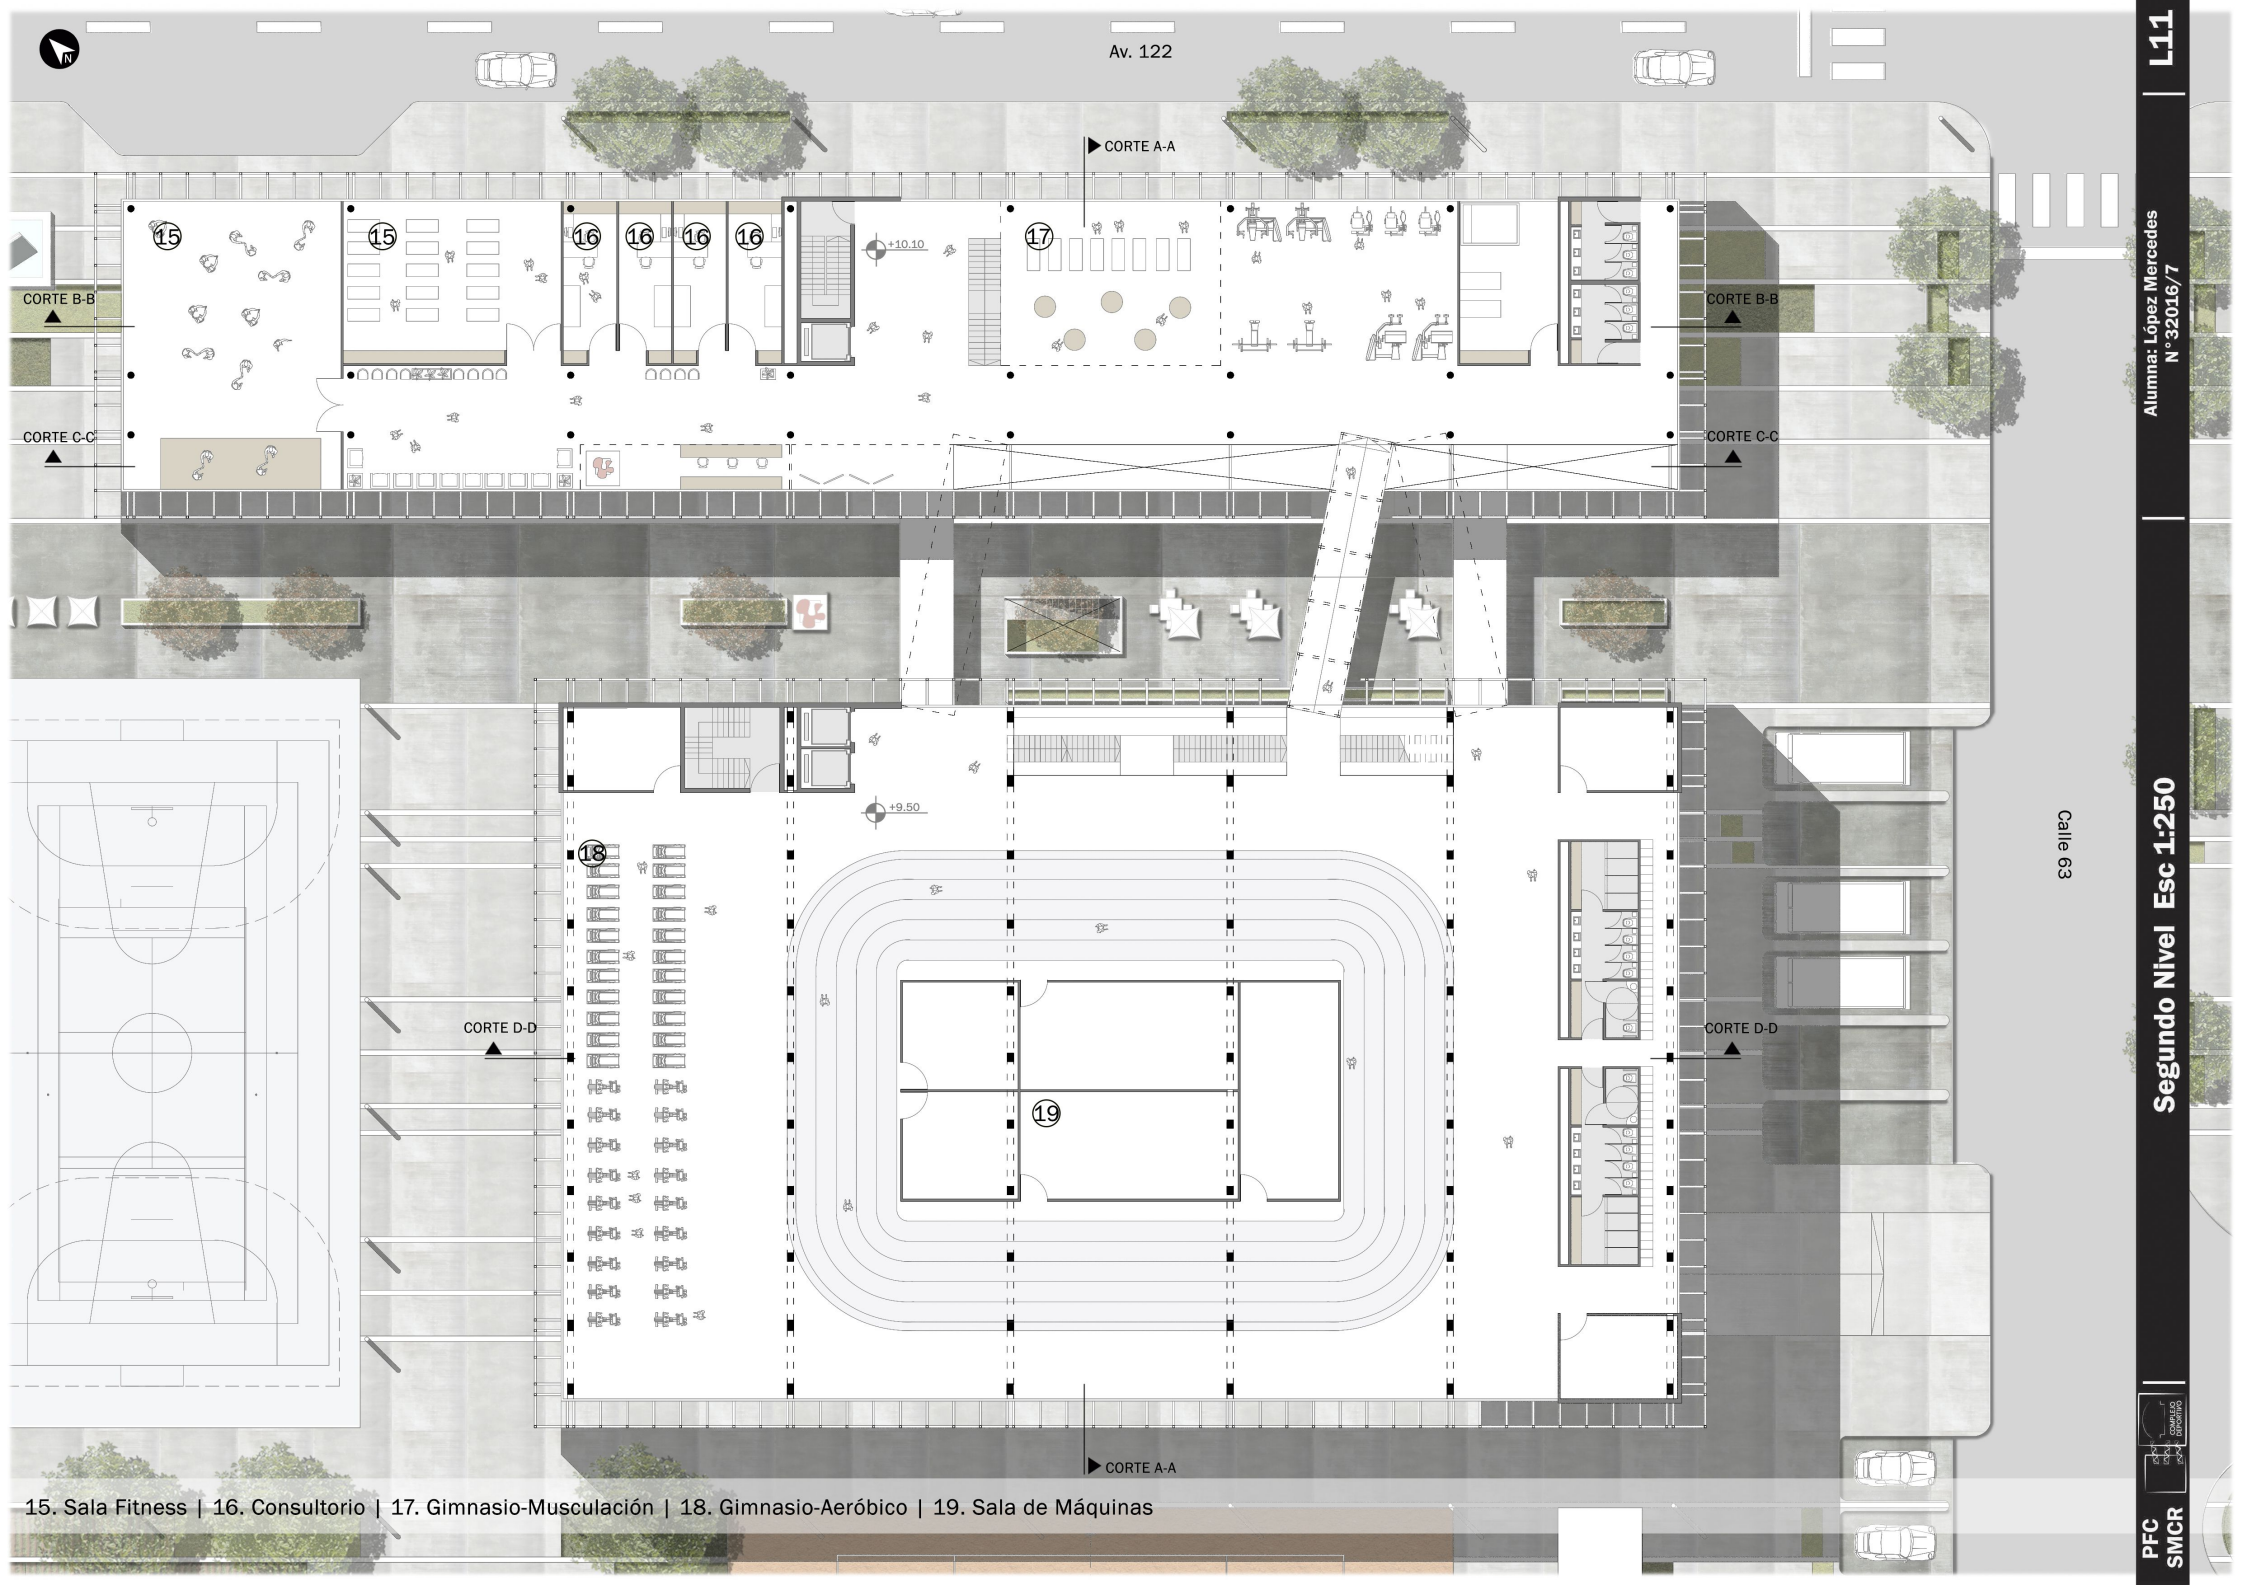 N
Av. 122
CORTE A-A
15
15
16
16
16
16
+10.10
17
CORTE B-B
CORTE B-B
CORTE C-C
CORTE C-C
+9.50
18
CORTE D-D
CORTE D-D
19
Calle 63
CORTE A-A
15. Sala Fitness | 16. Consultorio | 17. Gimnasio-Musculación | 18. Gimnasio-Aeróbico | 19. Sala de Máquinas
L11
Alumna: López Mercedes
N°32016/7
Segundo Nivel Esc 1:250
COMPLEJO
DEPORTIVO
PFC
SMCR